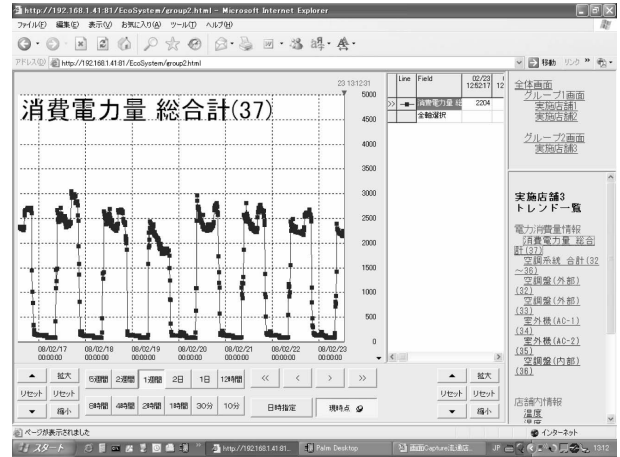 http://192.168.1.41:81/EcoSystem/group2.html - Microsoft Internet Explorer
ファイル(F) 編集(E) 表示(V) お気に入り(A) ツール(T) ヘルプ(H)
アドレス(D) http://192.168.1.41:81/EcoSystem/group2.html 移動 リンク
23 13:12:31
消費電力量 総合計(37)
5000
4500
4000
3500
3000
2500
2000
1500
1000
500
0
08/02/17 08/02/18 08/02/19 08/02/20 08/02/21 08/02/22 08/02/23
00:00:00 00:00:00 00:00:00 00:00:00 00:00:00 00:00:00 00:00:00
Line Field 02/23
12:52:17 12
消費電力量 総 2204
全軸選択
全体画面
グループ1画面
実施店舗1
実施店舗2
グループ2画面
実施店舗3
実施店舗3
トレンド一覧
電力消費量情報
消費電力量 総合
計(37)
空調系統 合計(32
～36)
空調盤(外部)
(32)
空調盤(外部)
(33)
室外機(AC-1)
(34)
室外機(AC-2)
(35)
空調盤(内部)
(36)
店舗内情報
温度
温度
拡大 6週間 2週間 1週間 2日 1日 12時間 << < > >> 拡大
リセット リセット リセット リセット
縮小 8時間 4時間 2時間 1時間 30分 10分 日時指定 現時点 縮小
ページが表示されました インターネット
スタート http://192.168.1.41:81... Palm Desktop JP 13:12